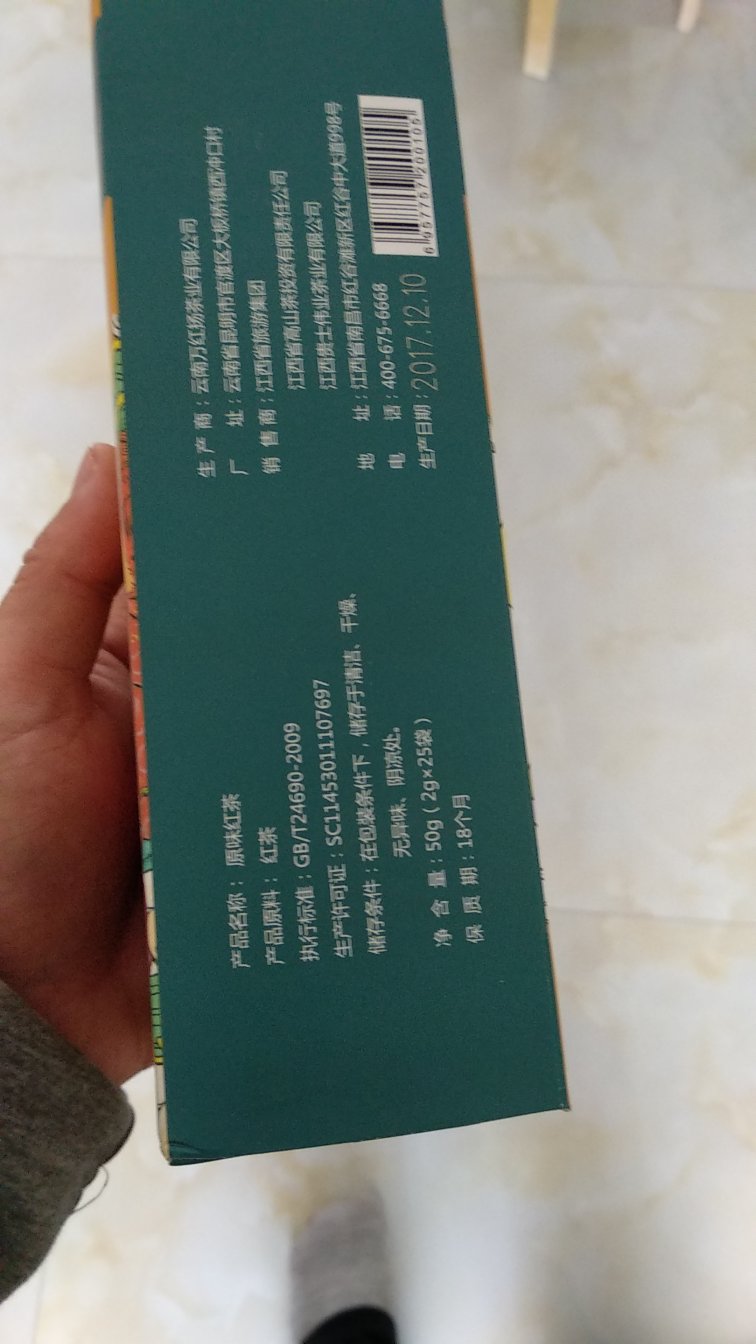 产品名称：原味红茶
产品原料：红茶
执行标准：GB/T24690-2009
生产许可证：SC11453011107697
储存条件：在包装条件下，储存于清洁、干燥、
无异味、阴凉处。
净含量：50g（2g×25袋）
保质期：18个月
生产商：云南万红扬茶业有限公司
厂址：云南省昆明市官渡区大板桥镇西冲口村
销售商：江西省旅游集团
江西省高山茶投资有限责任公司
江西贡士伟业茶业有限公司
地址：江西省南昌市红谷滩新区红谷中大道998号
电话：400-675-6668
生产日期：2017.12.10
6957757200105